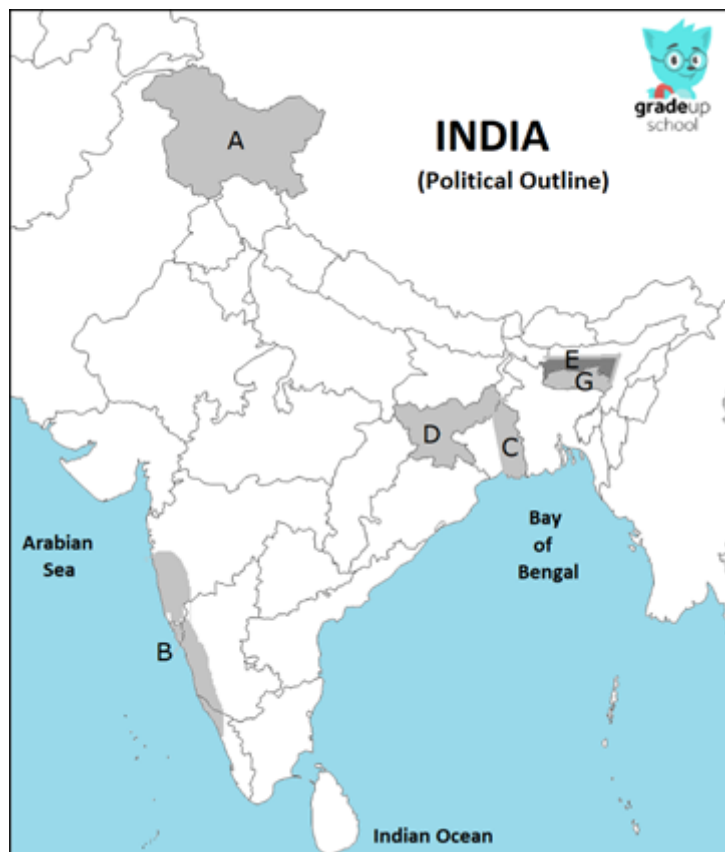 gradeup
school
INDIA
(Political Outline)
A
E
G
D
C
Arabian
Sea
Bay
of
Bengal
B
Indian Ocean